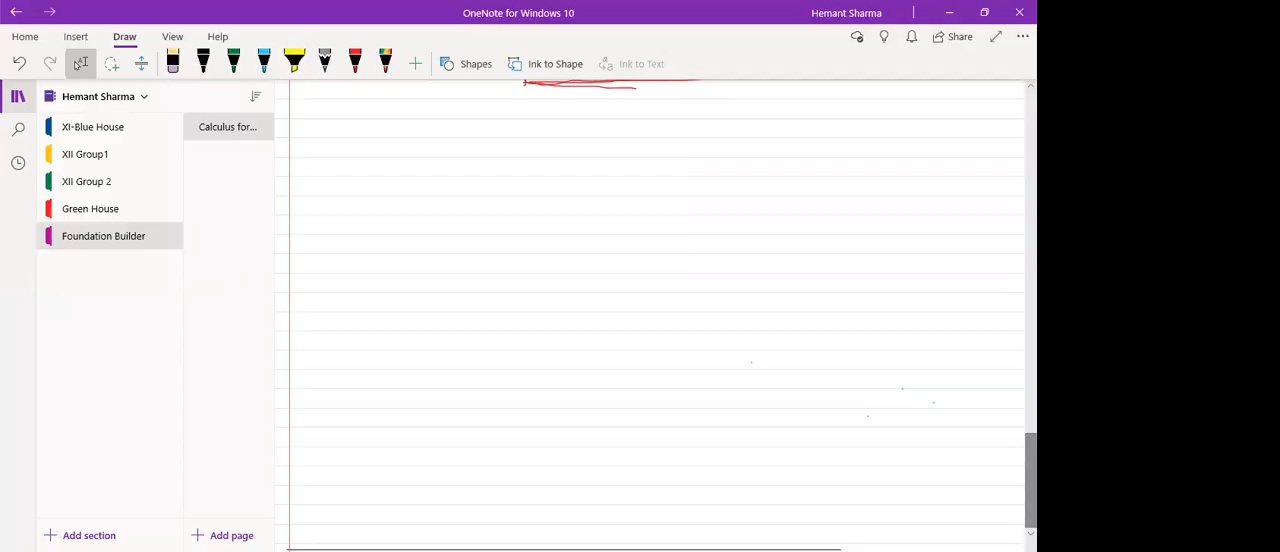 OneNote for Windows 10
Hemant Sharma
Home
Insert
Draw
View
Help
Share
Shapes
Ink to Shape
Ink to Text
Hemant Sharma
XI-Blue House
Calculus for...
XII Group1
XII Group 2
Green House
Foundation Builder
Add section
Add page